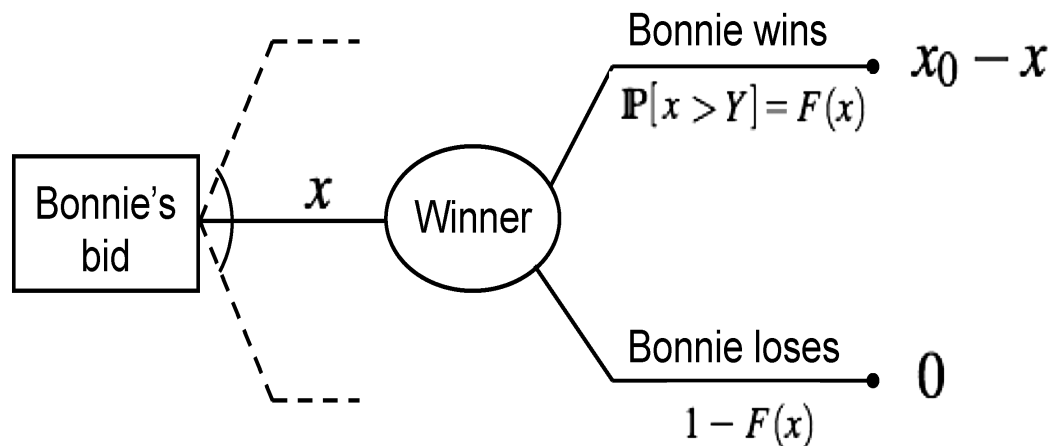 Bonnie's
bid
x
Winner
Bonnie wins
ℙ[x > Y] = F(x)
x₀ − x
Bonnie loses
1 − F(x)
0